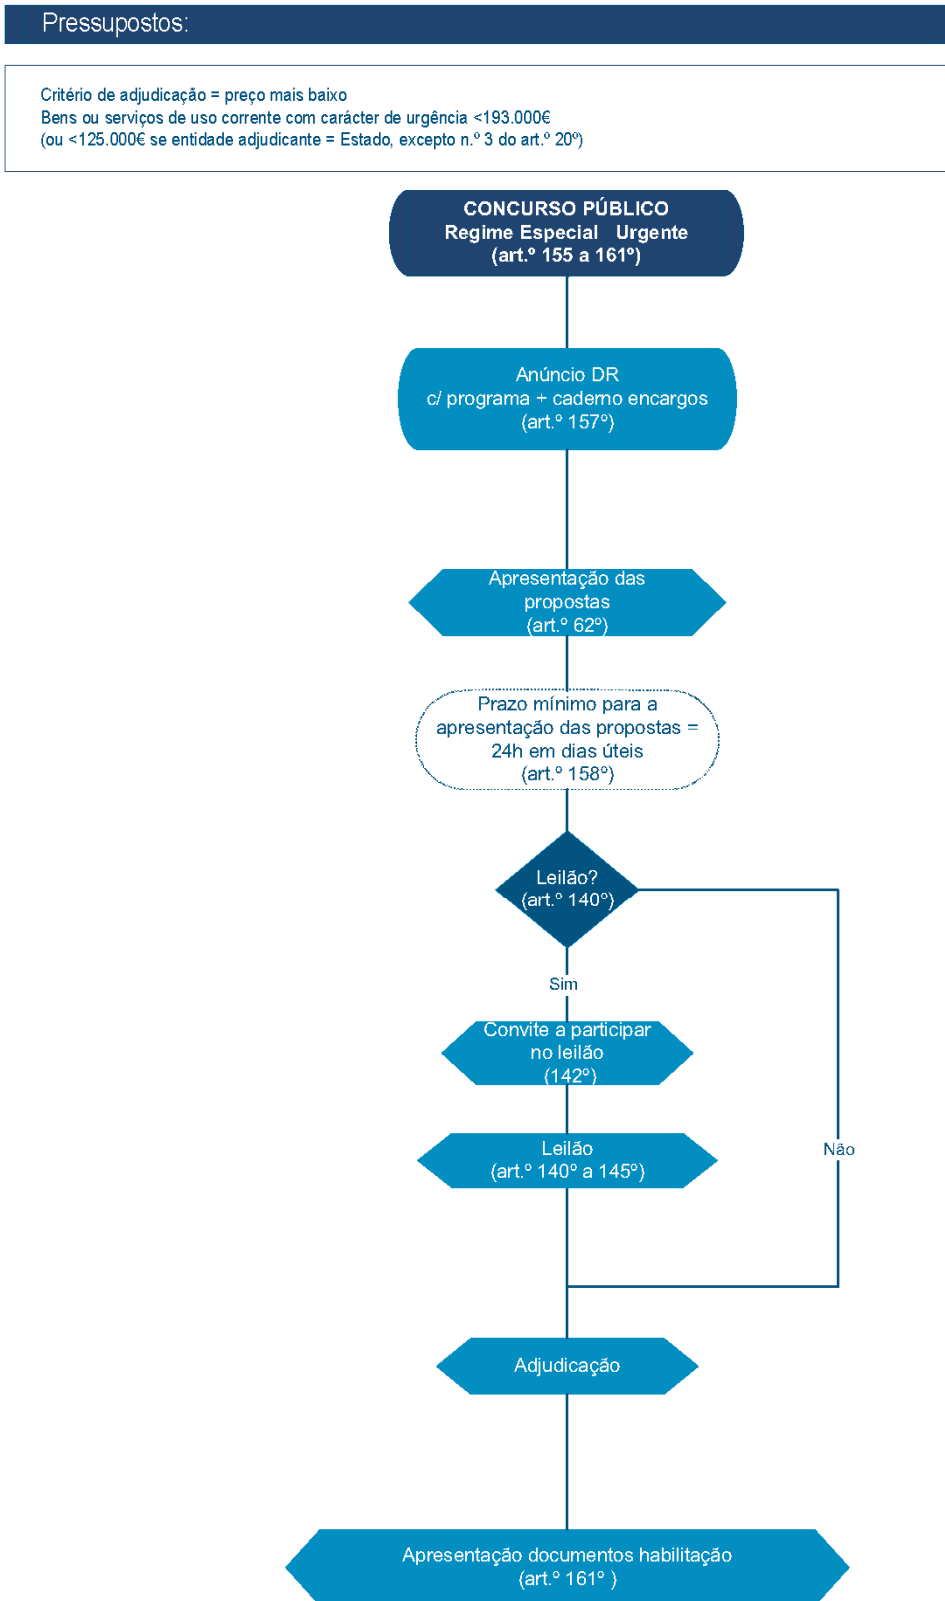 Pressupostos:
Critério de adjudicação = preço mais baixo
Bens ou serviços de uso corrente com carácter de urgência <193.000€
(ou <125.000€ se entidade adjudicante = Estado, excepto n.º 3 do art.º 20º)
CONCURSO PÚBLICO
Regime Especial Urgente
(art.º 155 a 161º)
Anúncio DR
c/ programa + caderno encargos
(art.º 157º)
Apresentação das
propostas
(art.º 62º)
Prazo mínimo para a
apresentação das propostas =
24h em dias úteis
(art.º 158º)
Leilão?
(art.º 140º)
Sim
Convite a participar
no leilão
(142º)
Leilão
(art.º 140º a 145º)
Não
Adjudicação
Apresentação documentos habilitação
(art.º 161º )